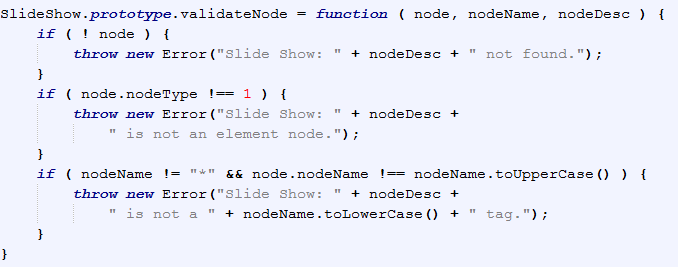 SlideShow.prototype.validateNode = function ( node, nodeName, nodeDesc ) {
    if ( ! node ) {
        throw new Error("Slide Show: " + nodeDesc + " not found.");
    }
    if ( node.nodeType !== 1 ) {
        throw new Error("Slide Show: " + nodeDesc +
            " is not an element node.");
    }
    if ( nodeName != "*" && node.nodeName !== nodeName.toUpperCase() ) {
        throw new Error("Slide Show: " + nodeDesc +
            " is not a " + nodeName.toLowerCase() + " tag.");
    }
}